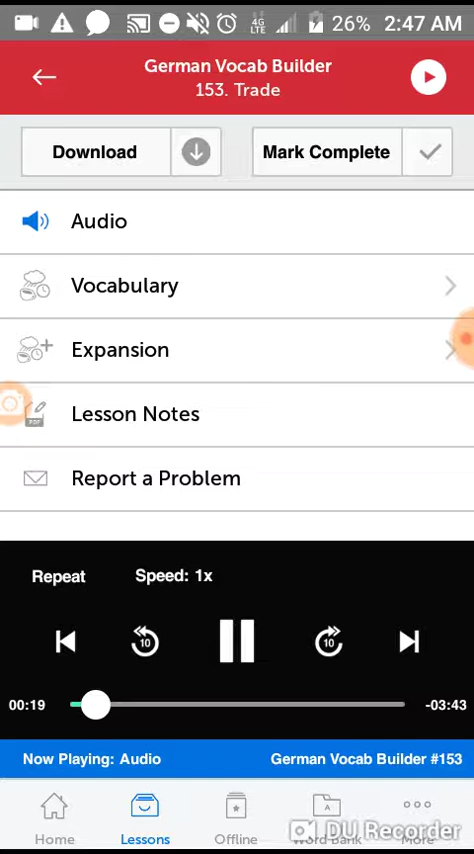 4G
LTE
26% 2:47 AM
German Vocab Builder
153. Trade
Download
Mark Complete
Audio
Vocabulary
Expansion
PDF
Lesson Notes
Report a Problem
Repeat Speed: 1x
10 10
00:19 -03:43
Now Playing: Audio German Vocab Builder #153
A
Home Lessons Offline Word Bank More
DU Recorder